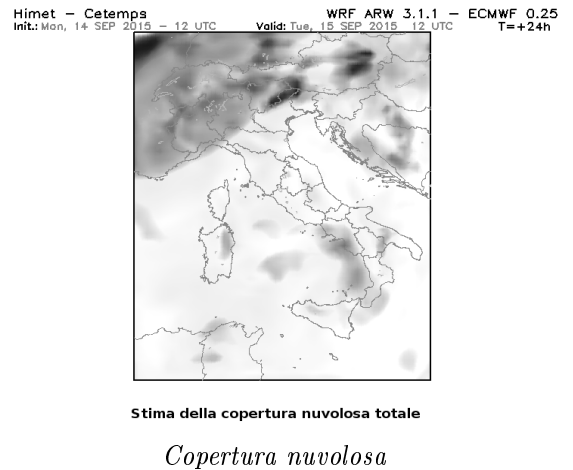 Himet – Cetemps WRF ARW 3.1.1 – ECMWF 0.25
Init.: Mon, 14 SEP 2015 – 12 UTC Valid: Tue, 15 SEP 2015 12 UTC T=+24h
Stima della copertura nuvolosa totale
Copertura nuvolosa